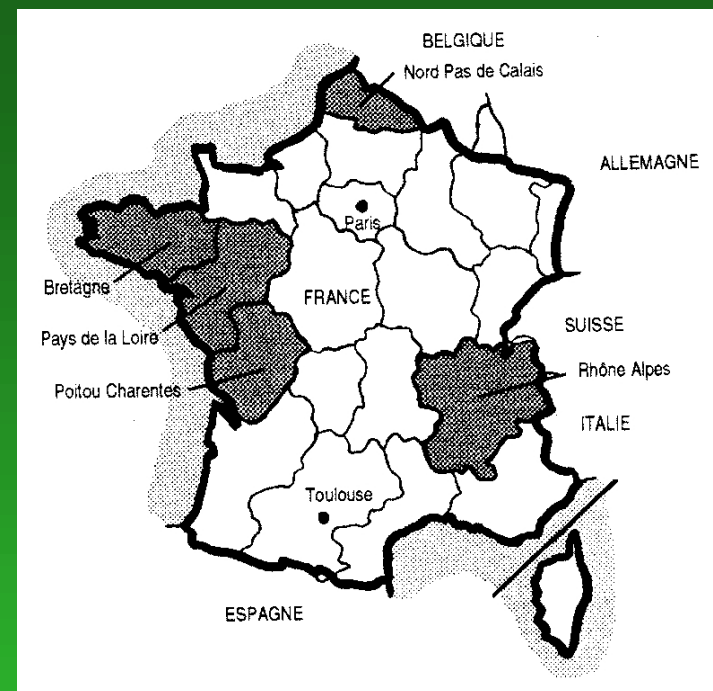 BELGIQUE
Nord Pas de Calais
ALLEMAGNE
Paris
Bretagne
FRANCE
SUISSE
Pays de la Loire
Rhône Alpes
Poitou Charentes
ITALIE
Toulouse
ESPAGNE